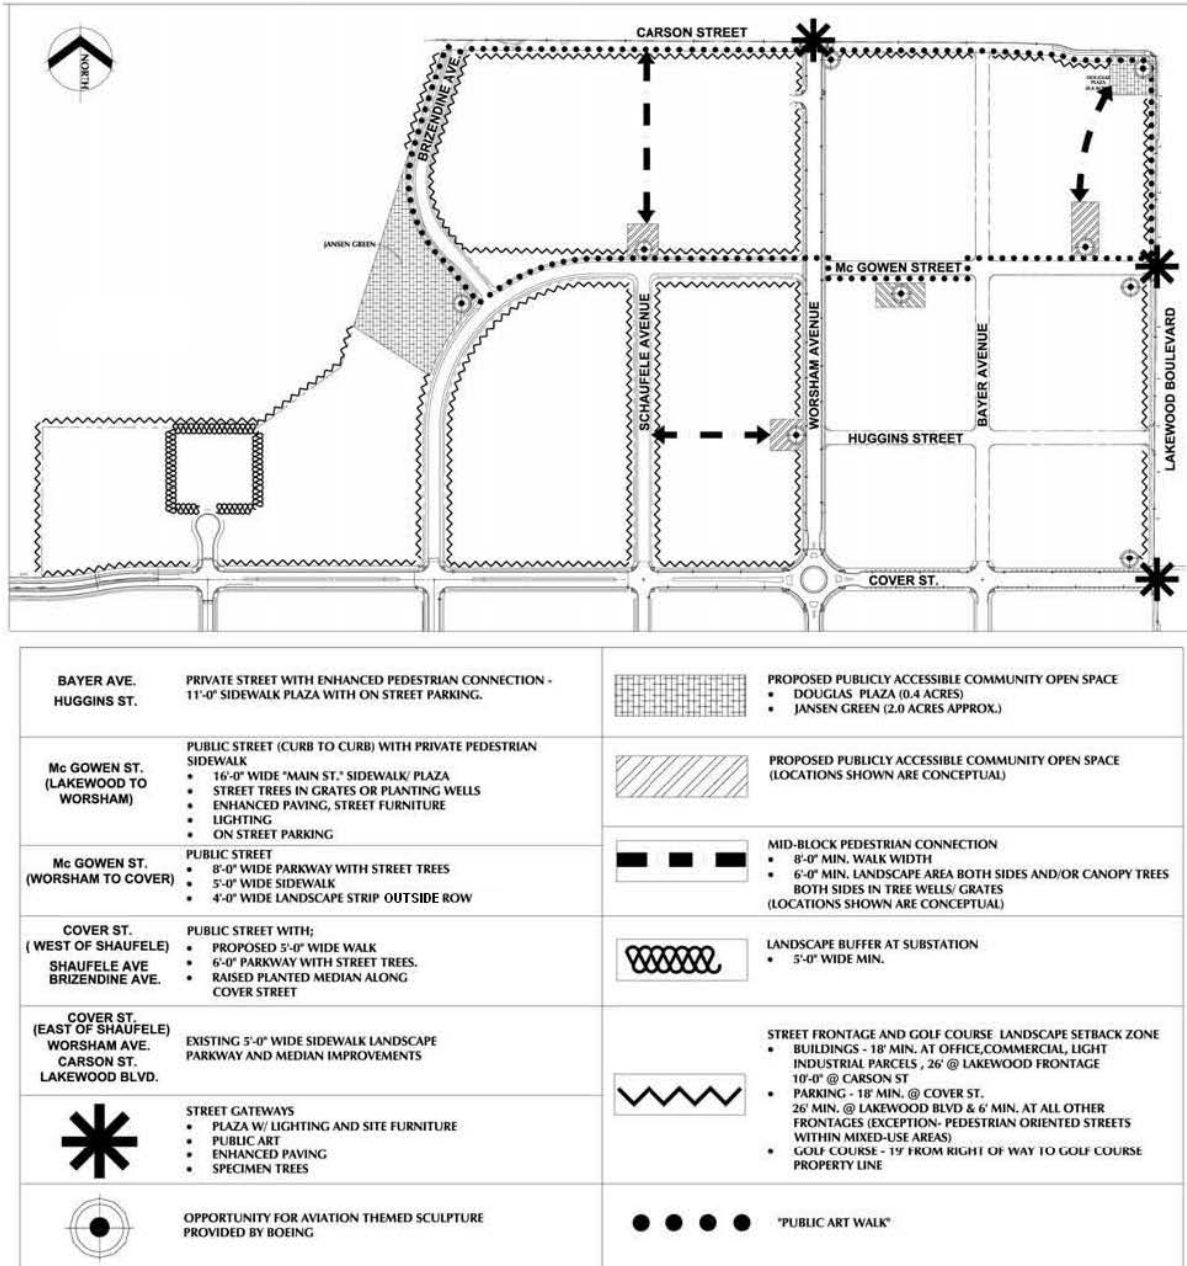 CARSON STREET
NORTH
BRIZENDINE AVE.
DOUGLAS
PLAZA
JANSEN GREEN
Mc GOWEN STREET
SCHAUFELE AVENUE
WORSHAM AVENUE
BAYER AVENUE
LAKEWOOD BOULEVARD
HUGGINS STREET
COVER ST.
BAYER AVE.
HUGGINS ST.
PRIVATE STREET WITH ENHANCED PEDESTRIAN CONNECTION -
11'-0" SIDEWALK PLAZA WITH ON STREET PARKING.
Mc GOWEN ST.
(LAKEWOOD TO
WORSHAM)
PUBLIC STREET (CURB TO CURB) WITH PRIVATE PEDESTRIAN
SIDEWALK
• 16'-0" WIDE "MAIN ST." SIDEWALK/ PLAZA
• STREET TREES IN GRATES OR PLANTING WELLS
• ENHANCED PAVING, STREET FURNITURE
• LIGHTING
• ON STREET PARKING
Mc GOWEN ST.
(WORSHAM TO COVER)
PUBLIC STREET
• 8'-0" WIDE PARKWAY WITH STREET TREES
• 5'-0" WIDE SIDEWALK
• 4'-0" WIDE LANDSCAPE STRIP OUTSIDE ROW
COVER ST.
( WEST OF SHAUFELE)
SHAUFELE AVE
BRIZENDINE AVE.
PUBLIC STREET WITH;
• PROPOSED 5'-0" WIDE WALK
• 6'-0" PARKWAY WITH STREET TREES.
• RAISED PLANTED MEDIAN ALONG
COVER STREET
COVER ST.
(EAST OF SHAUFELE)
WORSHAM AVE.
CARSON ST.
LAKEWOOD BLVD.
EXISTING 5'-0" WIDE SIDEWALK LANDSCAPE
PARKWAY AND MEDIAN IMPROVEMENTS
STREET GATEWAYS
• PLAZA W/ LIGHTING AND SITE FURNITURE
• PUBLIC ART
• ENHANCED PAVING
• SPECIMEN TREES
OPPORTUNITY FOR AVIATION THEMED SCULPTURE
PROVIDED BY BOEING
PROPOSED PUBLICLY ACCESSIBLE COMMUNITY OPEN SPACE
• DOUGLAS PLAZA (0.4 ACRES)
• JANSEN GREEN (2.0 ACRES APPROX.)
PROPOSED PUBLICLY ACCESSIBLE COMMUNITY OPEN SPACE
(LOCATIONS SHOWN ARE CONCEPTUAL)
MID-BLOCK PEDESTRIAN CONNECTION
• 8'-0" MIN. WALK WIDTH
• 6'-0" MIN. LANDSCAPE AREA BOTH SIDES AND/OR CANOPY TREES
BOTH SIDES IN TREE WELLS/ GRATES
(LOCATIONS SHOWN ARE CONCEPTUAL)
LANDSCAPE BUFFER AT SUBSTATION
• 5'-0" WIDE MIN.
STREET FRONTAGE AND GOLF COURSE LANDSCAPE SETBACK ZONE
• BUILDINGS - 18' MIN. AT OFFICE,COMMERCIAL, LIGHT
INDUSTRIAL PARCELS , 26' @ LAKEWOOD FRONTAGE
10'-0" @ CARSON ST
• PARKING - 18' MIN. @ COVER ST.
26' MIN. @ LAKEWOOD BLVD & 6' MIN. AT ALL OTHER
FRONTAGES (EXCEPTION- PEDESTRIAN ORIENTED STREETS
WITHIN MIXED-USE AREAS)
• GOLF COURSE - 19' FROM RIGHT OF WAY TO GOLF COURSE
PROPERTY LINE
"PUBLIC ART WALK"